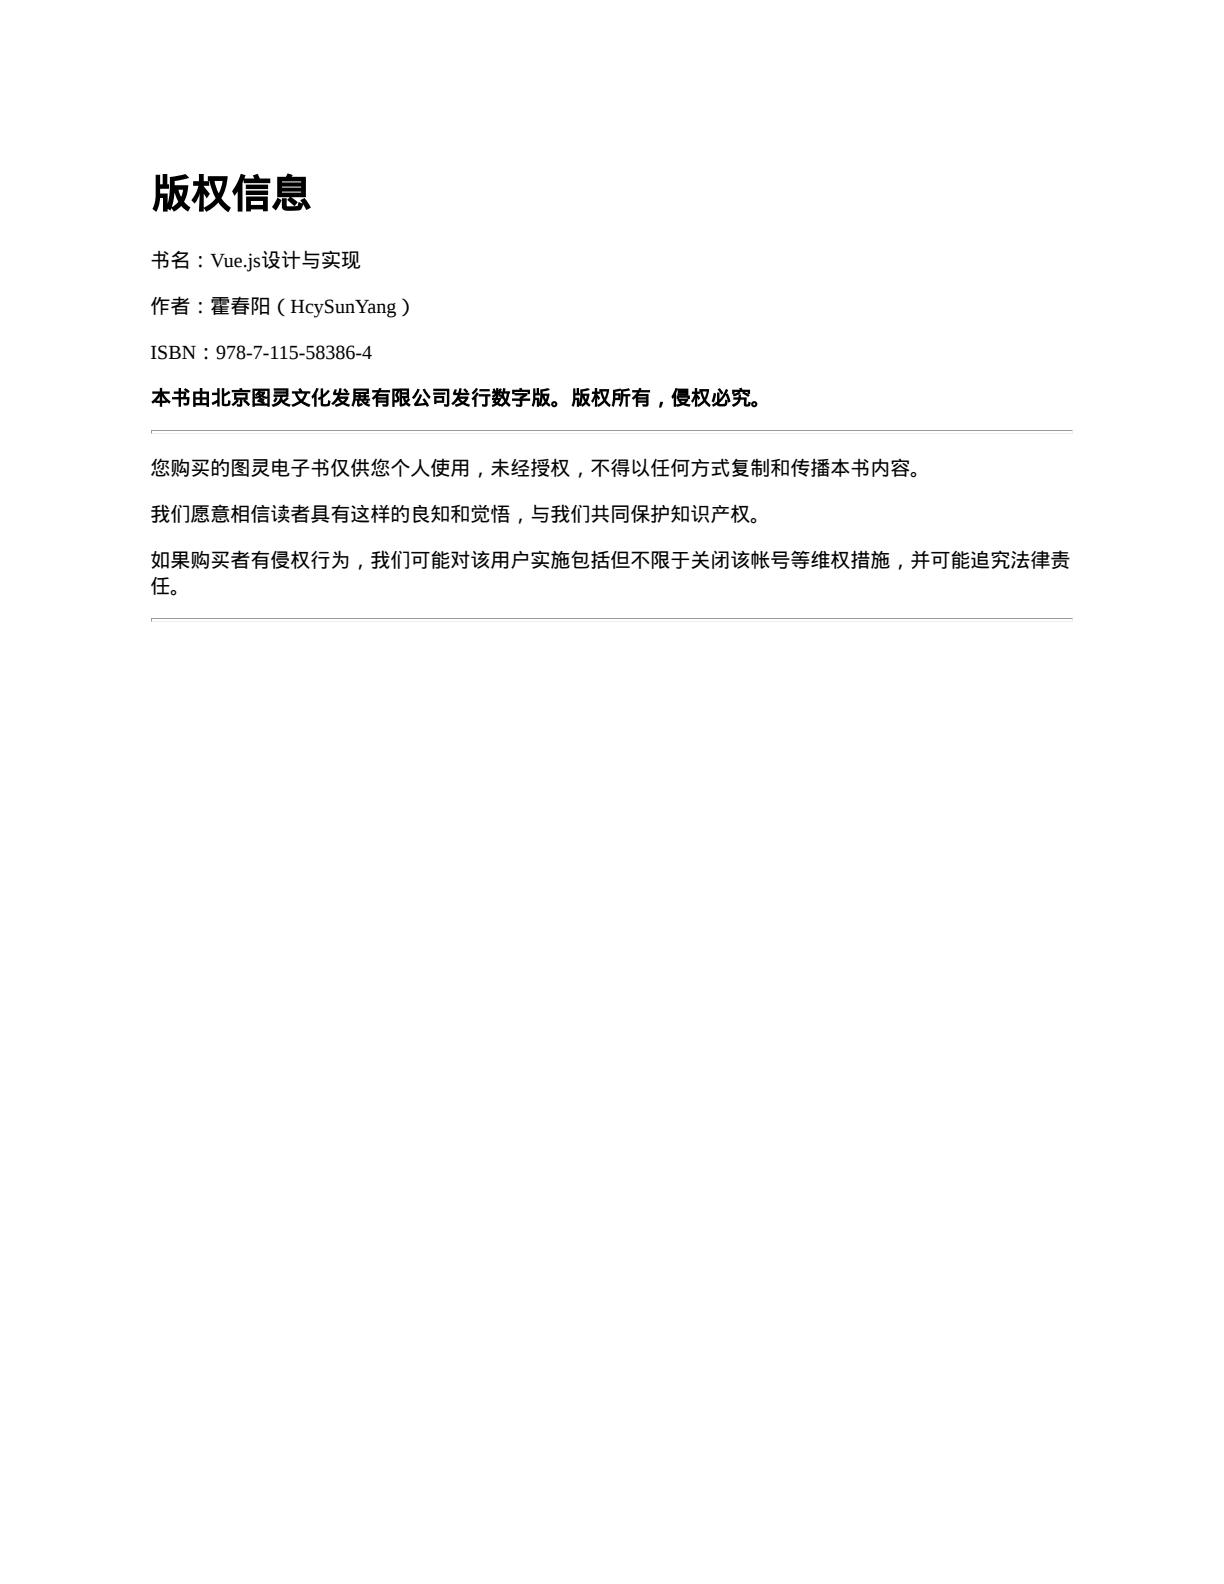 版权信息
书名：Vue.js设计与实现
作者：霍春阳（HcySunYang）
ISBN：978-7-115-58386-4
本书由北京图灵文化发展有限公司发行数字版。版权所有，侵权必究。
您购买的图灵电子书仅供您个人使用，未经授权，不得以任何方式复制和传播本书内容。
我们愿意相信读者具有这样的良知和觉悟，与我们共同保护知识产权。
如果购买者有侵权行为，我们可能对该用户实施包括但不限于关闭该帐号等维权措施，并可能追究法律责
任。